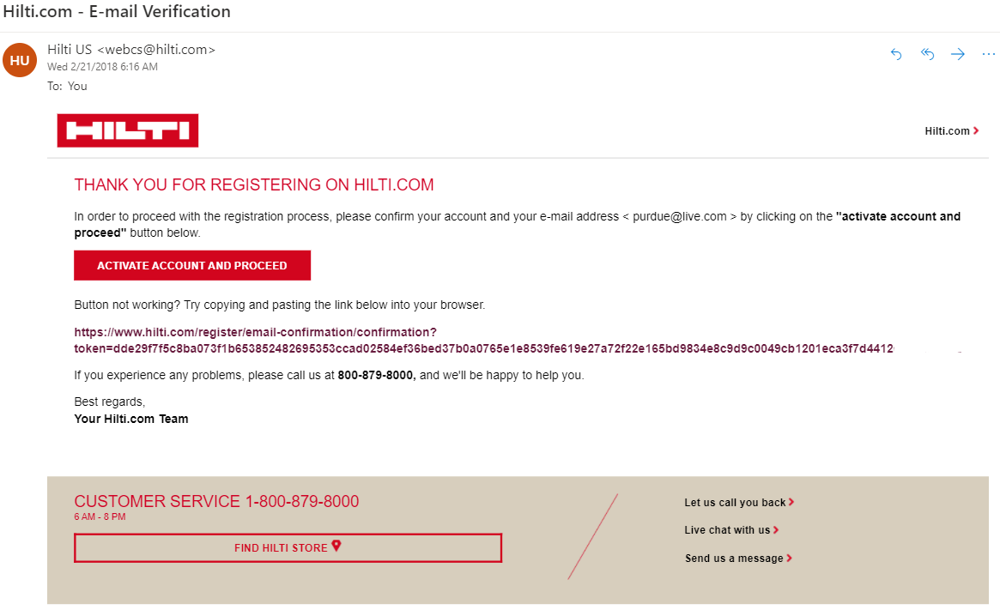 Hilti.com - E-mail Verification
HU
Hilti US <webcs@hilti.com>
Wed 2/21/2018 6:16 AM
To: You
HILTI
Hilti.com
THANK YOU FOR REGISTERING ON HILTI.COM
In order to proceed with the registration process, please confirm your account and your e-mail address < purdue@live.com > by clicking on the "activate account and
proceed" button below.
ACTIVATE ACCOUNT AND PROCEED
Button not working? Try copying and pasting the link below into your browser.
https://www.hilti.com/register/email-confirmation/confirmation?
token=dde29f7f5c8ba073f1b653852482695353ccad02584ef36bed37b0a0765e1e8539fe619e27a72f22e165bd9834e8c9d9c0049cb1201eca3f7d4412
If you experience any problems, please call us at 800-879-8000, and we'll be happy to help you.
Best regards,
Your Hilti.com Team
CUSTOMER SERVICE 1-800-879-8000
6 AM - 8 PM
FIND HILTI STORE
Let us call you back
Live chat with us
Send us a message